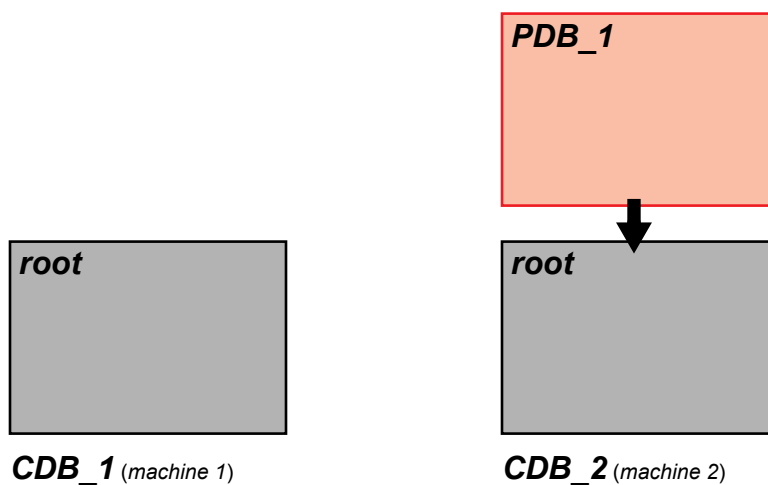 PDB_1
root
root
CDB_1 (machine 1)
CDB_2 (machine 2)